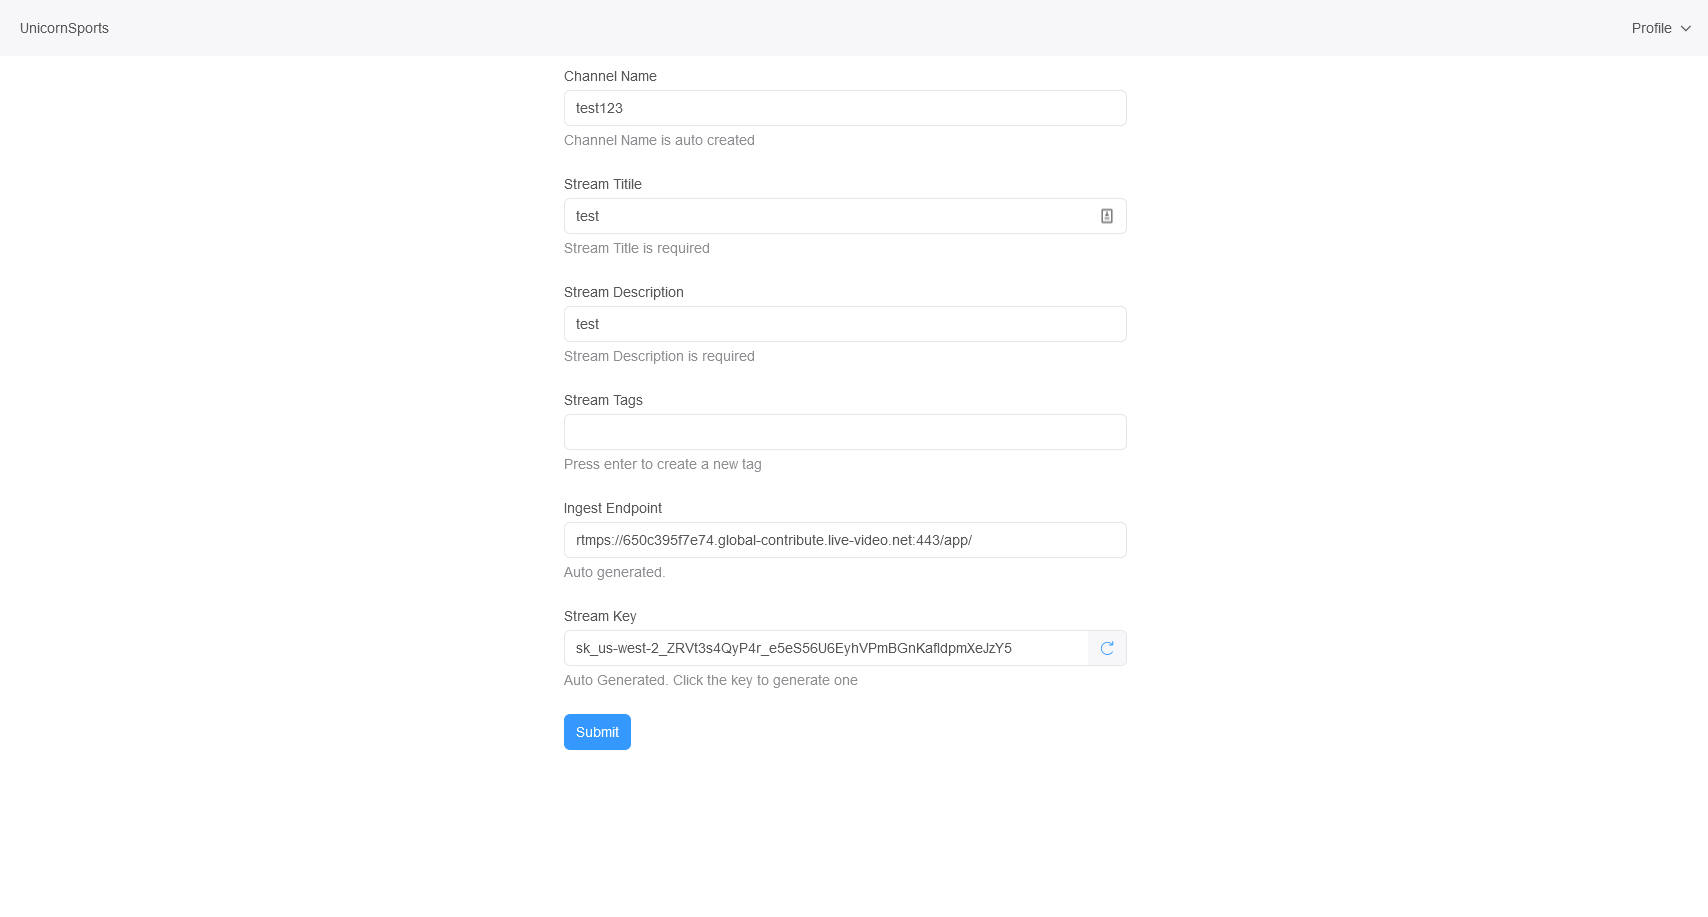 UnicornSports
Profile
Channel Name
test123
Channel Name is auto created
Stream Titile
test
Stream Title is required
Stream Description
test
Stream Description is required
Stream Tags
Press enter to create a new tag
Ingest Endpoint
rtmps://650c395f7e74.global-contribute.live-video.net:443/app/
Auto generated.
Stream Key
sk_us-west-2_ZRVt3s4QyP4r_e5eS56U6EyhVPmBGnKafIdpmXeJzY5
Auto Generated. Click the key to generate one
Submit